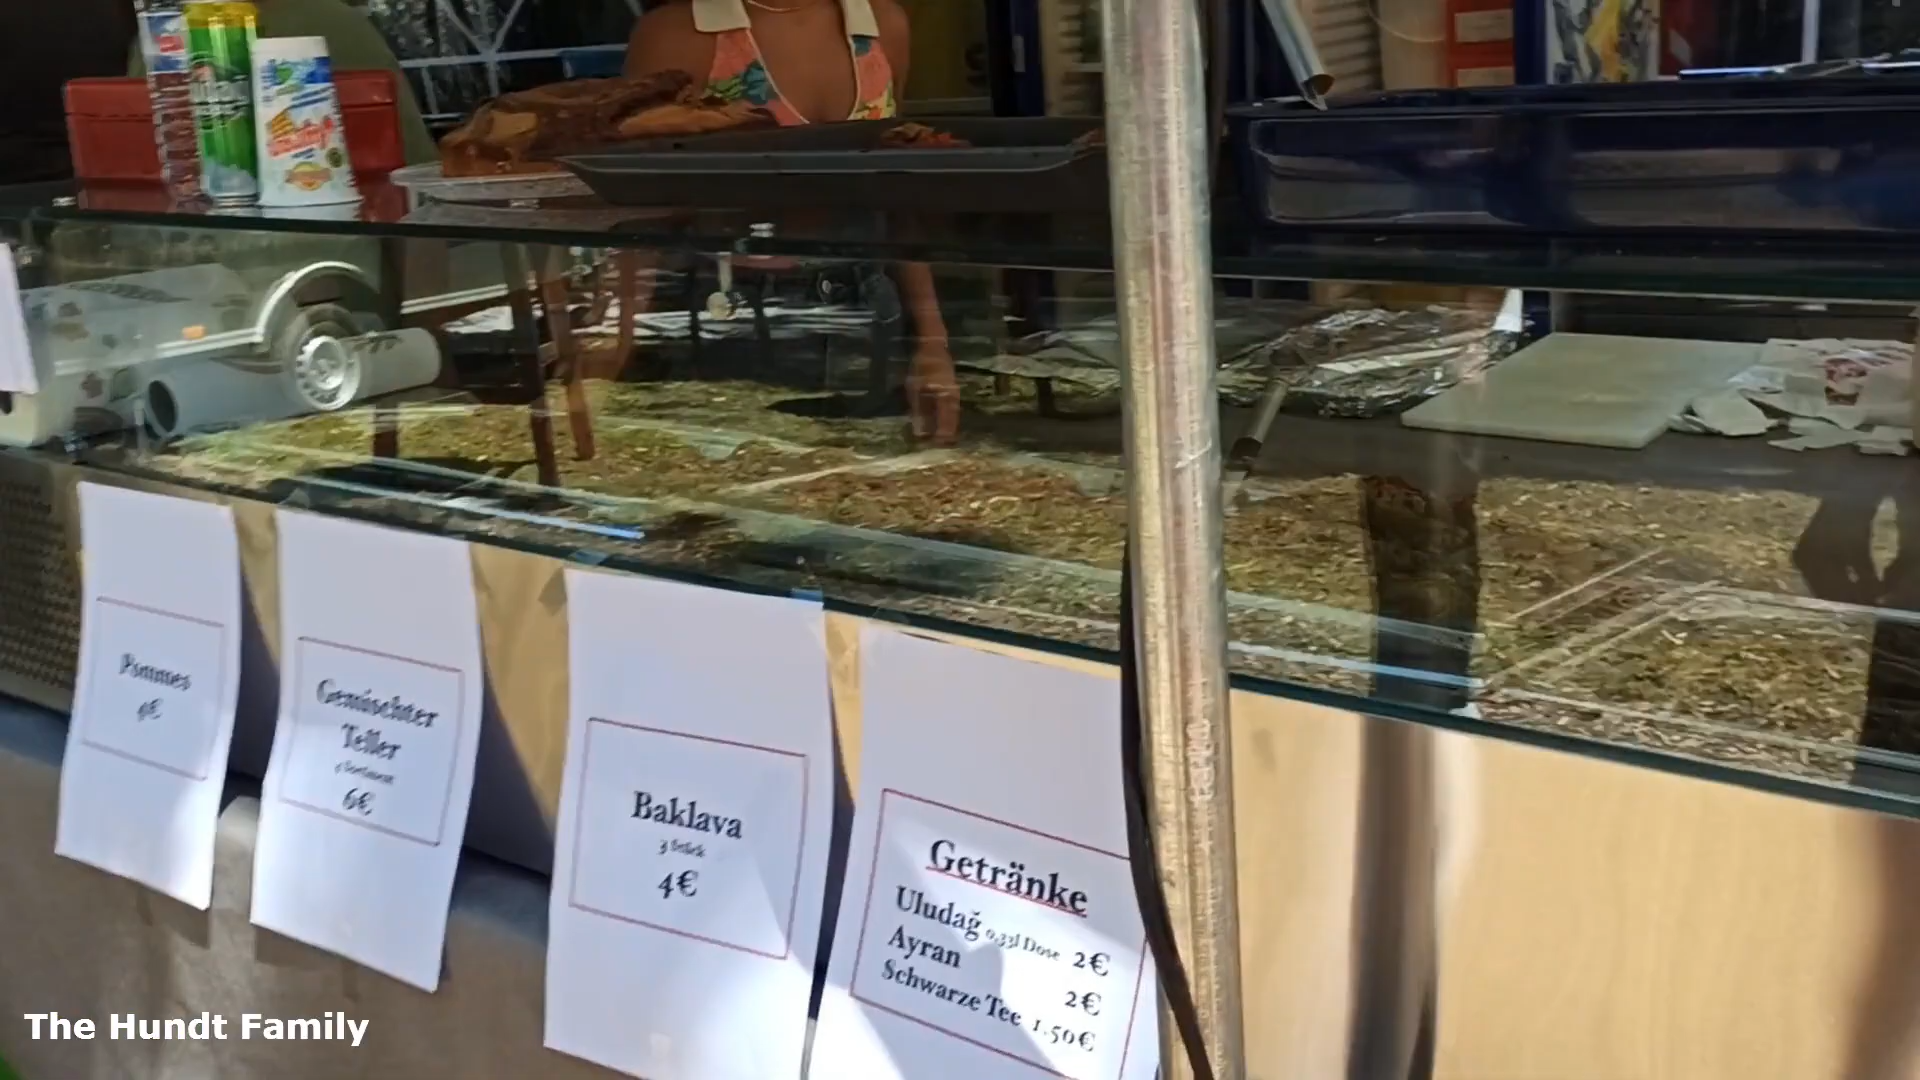 Pommes
4€
Gemischter
Teller
6€
Baklava
3 Stück
4€
Getränke
Uludağ 0,33l Dose 2€
Ayran 2€
Schwarze Tee 1.50€
The Hundt Family